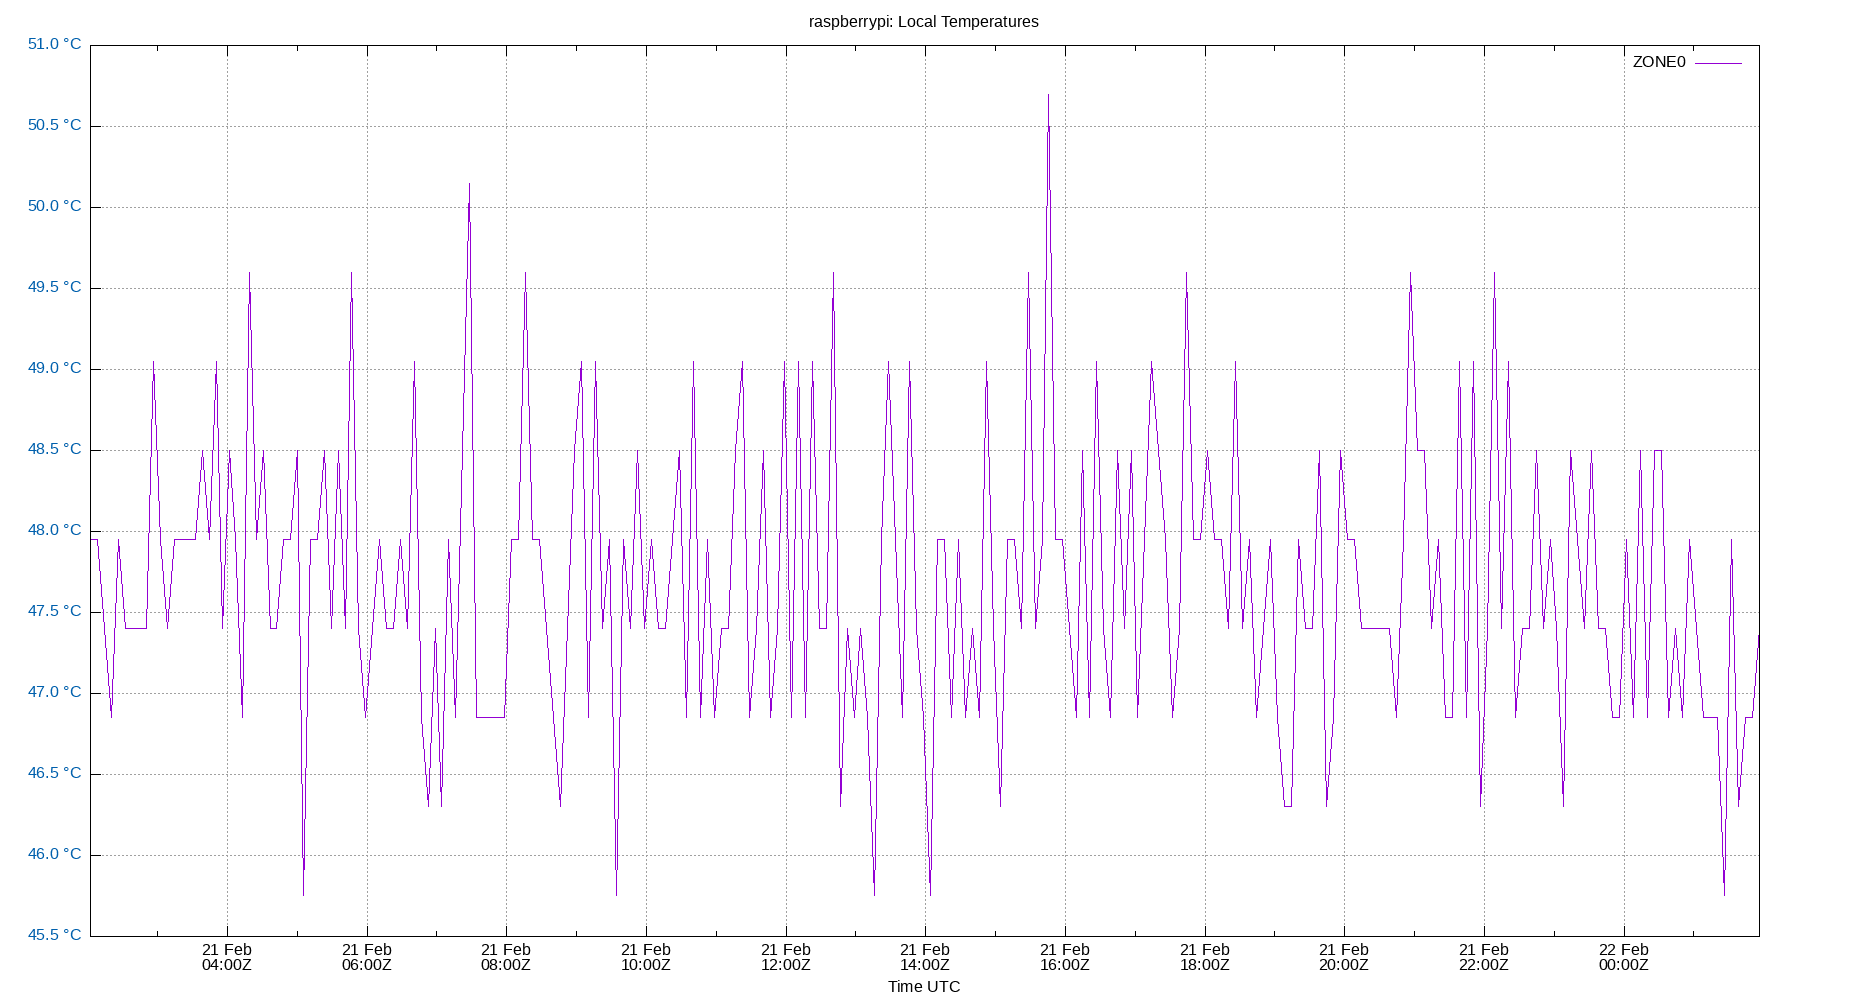 raspberrypi: Local Temperatures
ZONE0
51.0 °C
50.5 °C
50.0 °C
49.5 °C
49.0 °C
48.5 °C
48.0 °C
47.5 °C
47.0 °C
46.5 °C
46.0 °C
45.5 °C
21 Feb 21 Feb 21 Feb 21 Feb 21 Feb 21 Feb 21 Feb 21 Feb 21 Feb 21 Feb 22 Feb
04:00Z 06:00Z 08:00Z 10:00Z 12:00Z 14:00Z 16:00Z 18:00Z 20:00Z 22:00Z 00:00Z
Time UTC